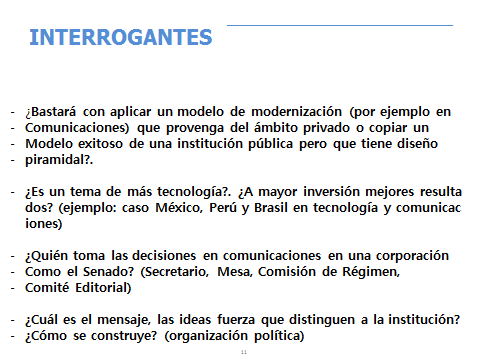 INTERROGANTES
- ¿Bastará con aplicar un modelo de modernización (por ejemplo en
- Comunicaciones) que provenga del ámbito privado o copiar un
- Modelo exitoso de una institución pública pero que tiene diseño
- piramidal?.
- ¿Es un tema de más tecnología?. ¿A mayor inversión mejores resulta
dos? (ejemplo: caso México, Perú y Brasil en tecnología y comunicac
iones)
- ¿Quién toma las decisiones en comunicaciones en una corporación
- Como el Senado? (Secretario, Mesa, Comisión de Régimen,
- Comité Editorial)
- ¿Cuál es el mensaje, las ideas fuerza que distinguen a la institución?
- ¿Cómo se construye? (organización política)
11